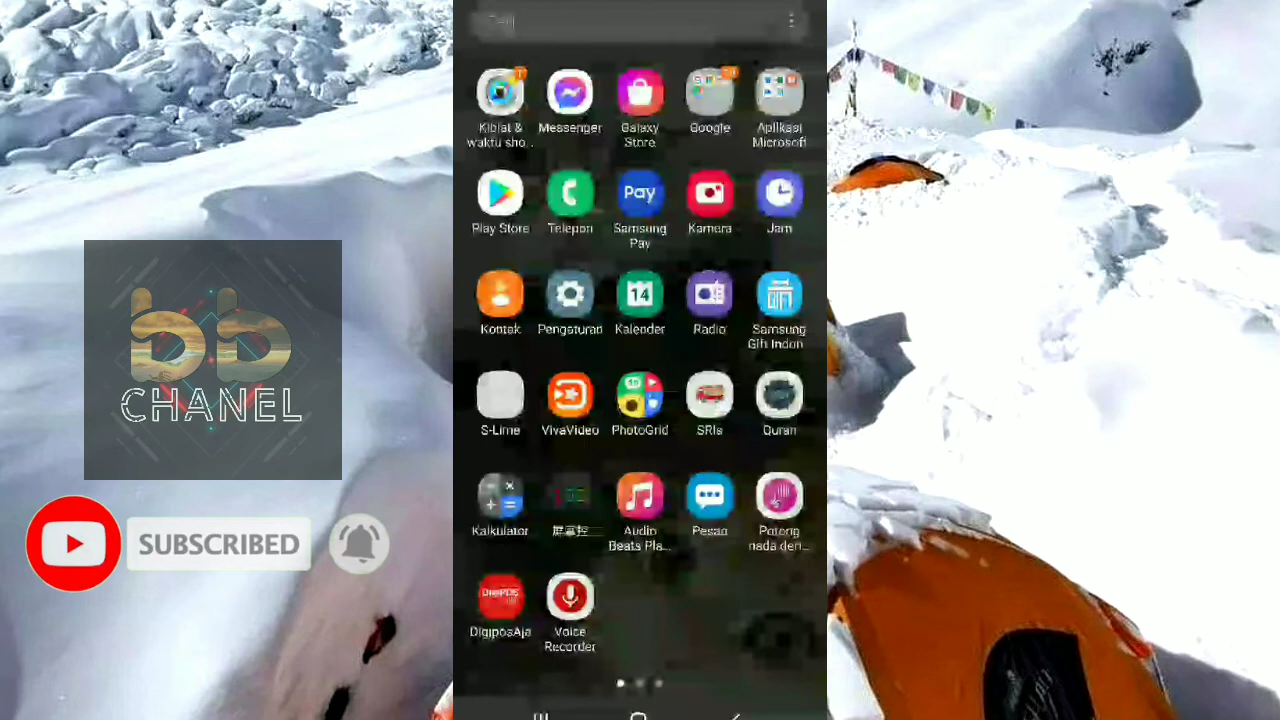 bb
CHANEL
SUBSCRIBED
Cari
Kiblat &
waktu sho..
Messenger
Galaxy
Store
Google
Aplikasi
Microsoft
Play Store
Telepon
Pay
Samsung
Pay
Kamera
Jam
Kontak
Pengaturan
14
Kalender
Radio
Samsung
Gift Indon
S-Lime
VivaVideo
PhotoGrid
SRIs
Quran
Kalkulator
Audio
Beats Pla...
Pesan
Potong
nada den...
DigiposAja
Voice
Recorder